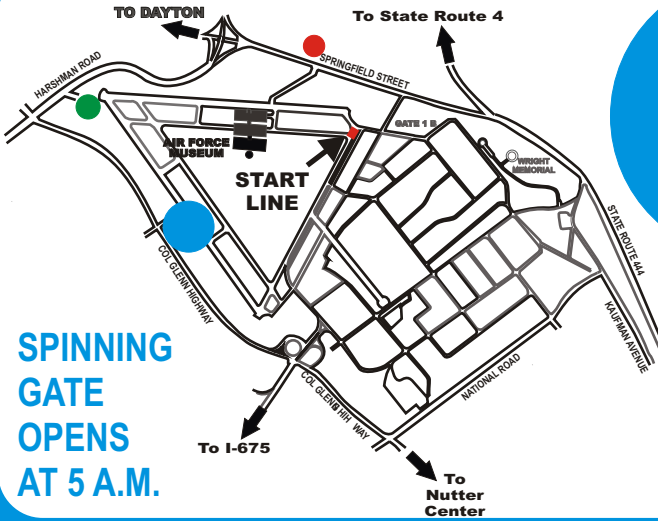 TO DAYTON
To State Route 4
HARSHMAN ROAD
SPRINGFIELD STREET
GATE 1 B
AIR FORCE
MUSEUM
WRIGHT
MEMORIAL
START
LINE
STATE ROUTE 444
COL GLENN HIGHWAY
KAUFMAN AVENUE
SPINNING
GATE
OPENS
AT 5 A.M.
NATIONAL ROAD
COL GLENN HIH WAY
To I-675
To
Nutter
Center